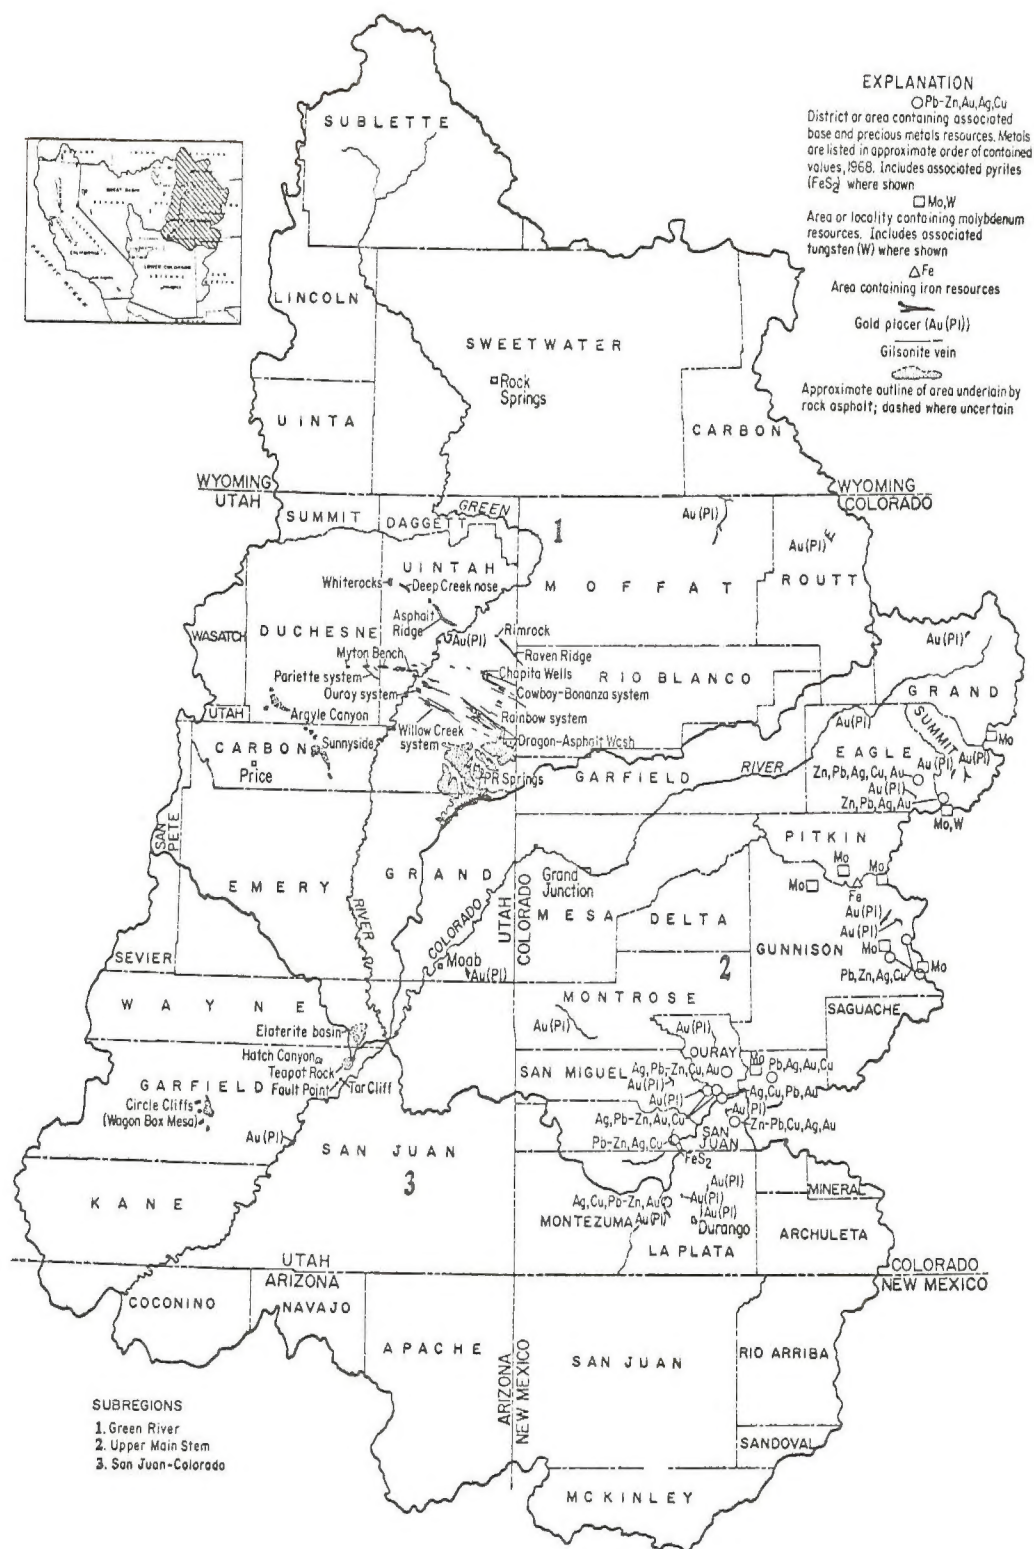 EXPLANATION
Pb-Zn,Au,Ag,Cu
District or area containing associated
base and precious metals resources. Metals
are listed in approximate order of contained
values, 1968. Includes associated pyrites
(FeS2) where shown
Mo,W
Area or locality containing molybdenum
resources. Includes associated
tungsten (W) where shown
Fe
Area containing iron resources
Gold placer (Au(Pl))
Gilsonite vein
Approximate outline of area underlain by
rock asphalt; dashed where uncertain
SUBLETTE
LINCOLN
SWEETWATER
Rock
Springs
UINTA
CARBON
WYOMING
UTAH
WYOMING
COLORADO
SUMMIT
DAGGETT
GREEN
1
Au(Pl)
Au(Pl)
UINTAH
Whiterocks
Deep Creek nose
MOFFAT
ROUTT
Asphalt
Ridge
Au(Pl)
Rimrock
WASATCH
DUCHESNE
Myton Bench
Raven Ridge
Pariette system
Chapita Wells
RIO BLANCO
Ouray system
Cowboy-Bonanza system
Au(Pl)
GRAND
UTAH
Argyle Canyon
Rainbow system
Willow Creek
system
Dragon-Asphalt Wash
CARBON
Sunnyside
Price
PR Springs
GARFIELD
RIVER
Au(Pl)
SUMMIT
Mo
EAGLE
Au(Pl)
Au(Pl)
Zn,Pb,Ag,Cu,Au
Au(Pl)
Zn,Pb,Ag,Au
Mo,W
SAN
PETE
EMERY
RIVER
GRAND
COLORADO
UTAH
COLORADO
Grand
Junction
MESA
DELTA
PITKIN
Mo
Mo
Mo
Fe
Au(Pl)
Au(Pl)
GUNNISON
Mo
Mo
Pb,Zn,Ag,Cu
2
SEVIER
Moab
Au(Pl)
WAYNE
MONTROSE
Au(Pl)
Au(Pl)
SAGUACHE
Elaterite basin
Hatch Canyon
Teapot Rock
Fault Point
Tar Cliff
OURAY
SAN MIGUEL
Ag,Pb-Zn,Cu,Au
Mo
Pb,Ag,Au,Cu
Au(Pl)
Au(Pl)
Ag,Cu,Pb,Au
GARFIELD
Circle Cliffs
(Wagon Box Mesa)
Au(Pl)
Ag,Pb-Zn,Au,Cu
Au(Pl)
Zn-Pb,Cu,Ag,Au
SAN
JUAN
Pb-Zn,Ag,Cu
FeS2
SAN JUAN
3
KANE
Au(Pl)
Ag,Cu,Pb-Zn,Au
Au(Pl)
Au(Pl)
MONTEZUMA
Au(Pl)
Durango
LA PLATA
MINERAL
ARCHULETA
UTAH
ARIZONA
COLORADO
NEW MEXICO
COCONINO
NAVAJO
APACHE
ARIZONA
NEW MEXICO
SAN JUAN
RIO ARRIBA
SANDOVAL
MCKINLEY
SUBREGIONS
1. Green River
2. Upper Main Stem
3. San Juan-Colorado